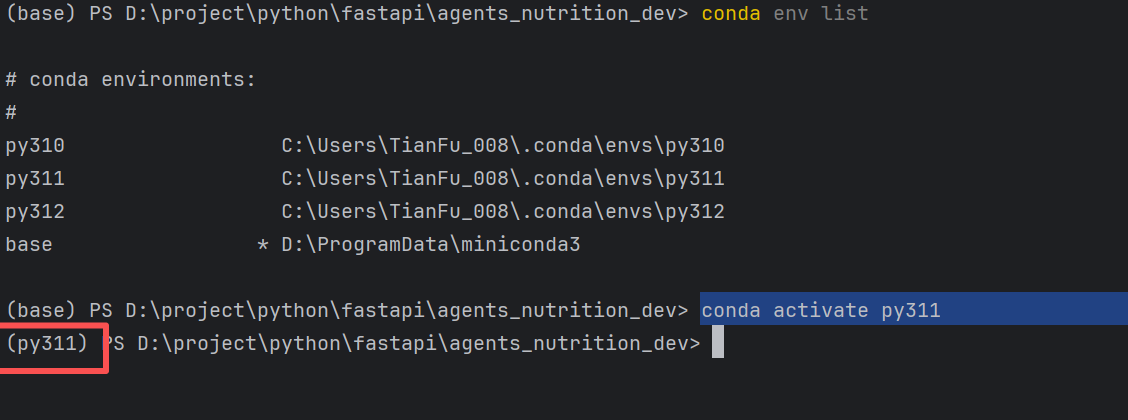 (base) PS D:\project\python\fastapi\agents_nutrition_dev> conda env list
# conda environments:
#
py310                  C:\Users\TianFu_008\.conda\envs\py310
py311                  C:\Users\TianFu_008\.conda\envs\py311
py312                  C:\Users\TianFu_008\.conda\envs\py312
base                 * D:\ProgramData\miniconda3
(base) PS D:\project\python\fastapi\agents_nutrition_dev> conda activate py311
(py311) PS D:\project\python\fastapi\agents_nutrition_dev>